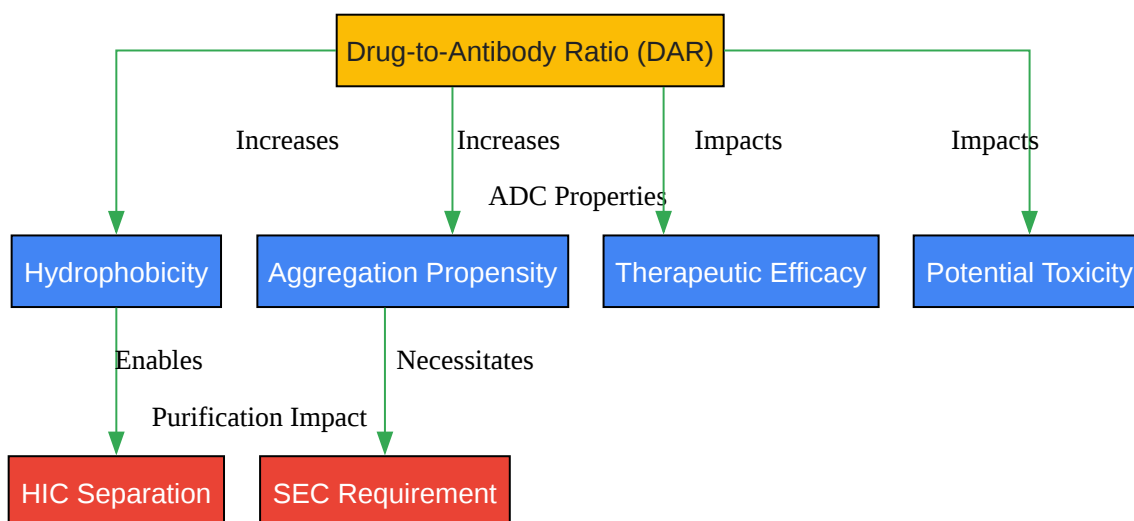 Drug-to-Antibody Ratio (DAR)
Increases
Increases
Impacts
Impacts
ADC Properties
Hydrophobicity
Aggregation Propensity
Therapeutic Efficacy
Potential Toxicity
Enables
Necessitates
Purification Impact
HIC Separation
SEC Requirement